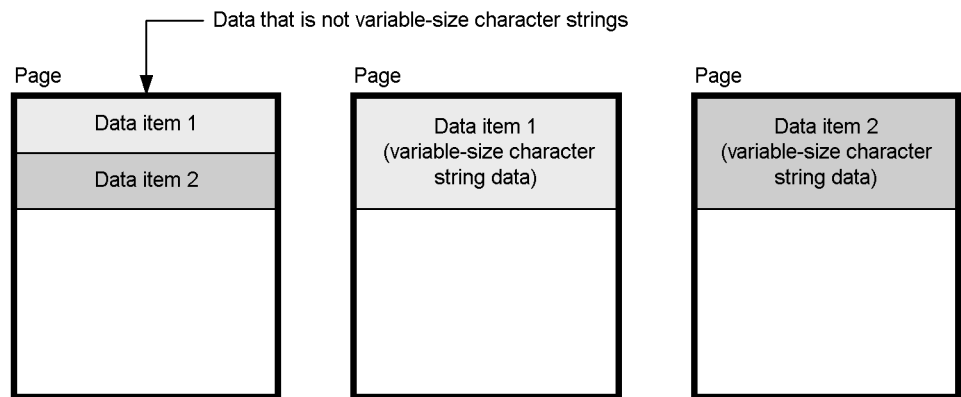 Data that is not variable-size character strings
Page
Data item 1
Data item 2
Page
Data item 1
(variable-size character
string data)
Page
Data item 2
(variable-size character
string data)